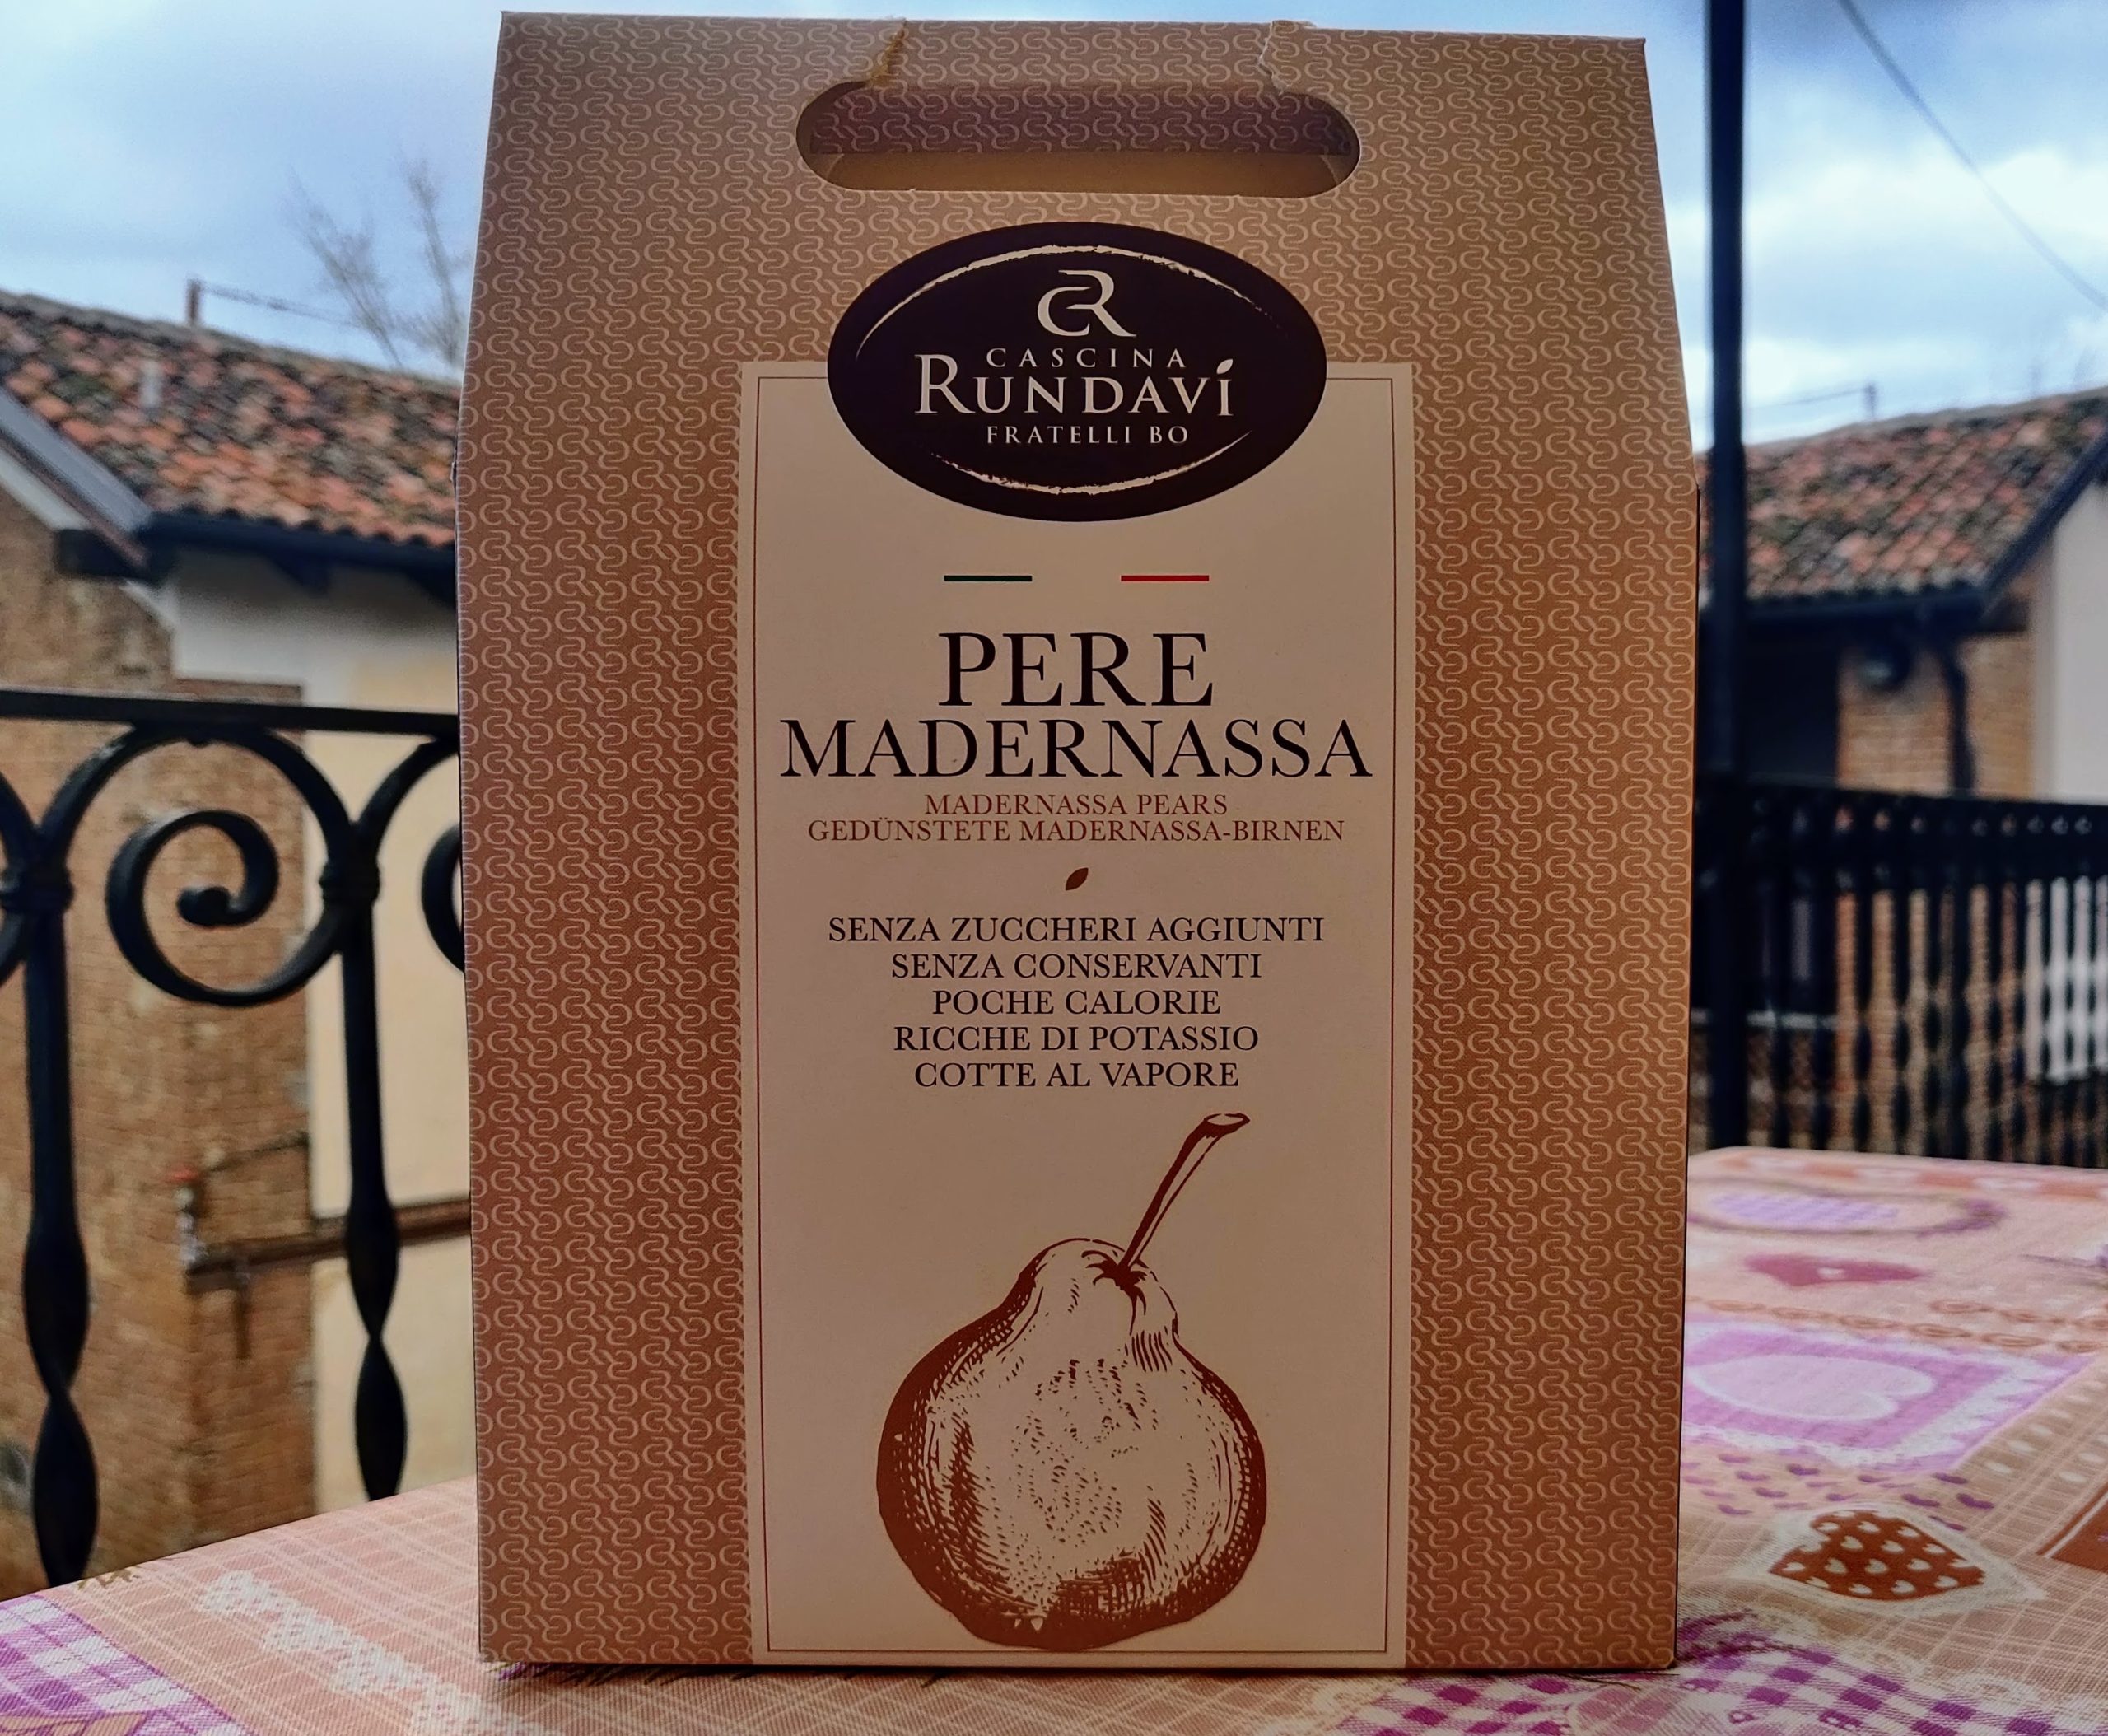 CR
CASCINA
RUNDAVÍ
FRATELLI BO
PERE
MADERNASSA
MADERNASSA PEARS
GEDÜNSTETE MADERNASSA-BIRNEN
SENZA ZUCCHERI AGGIUNTI
SENZA CONSERVANTI
POCHE CALORIE
RICCHE DI POTASSIO
COTTE AL VAPORE